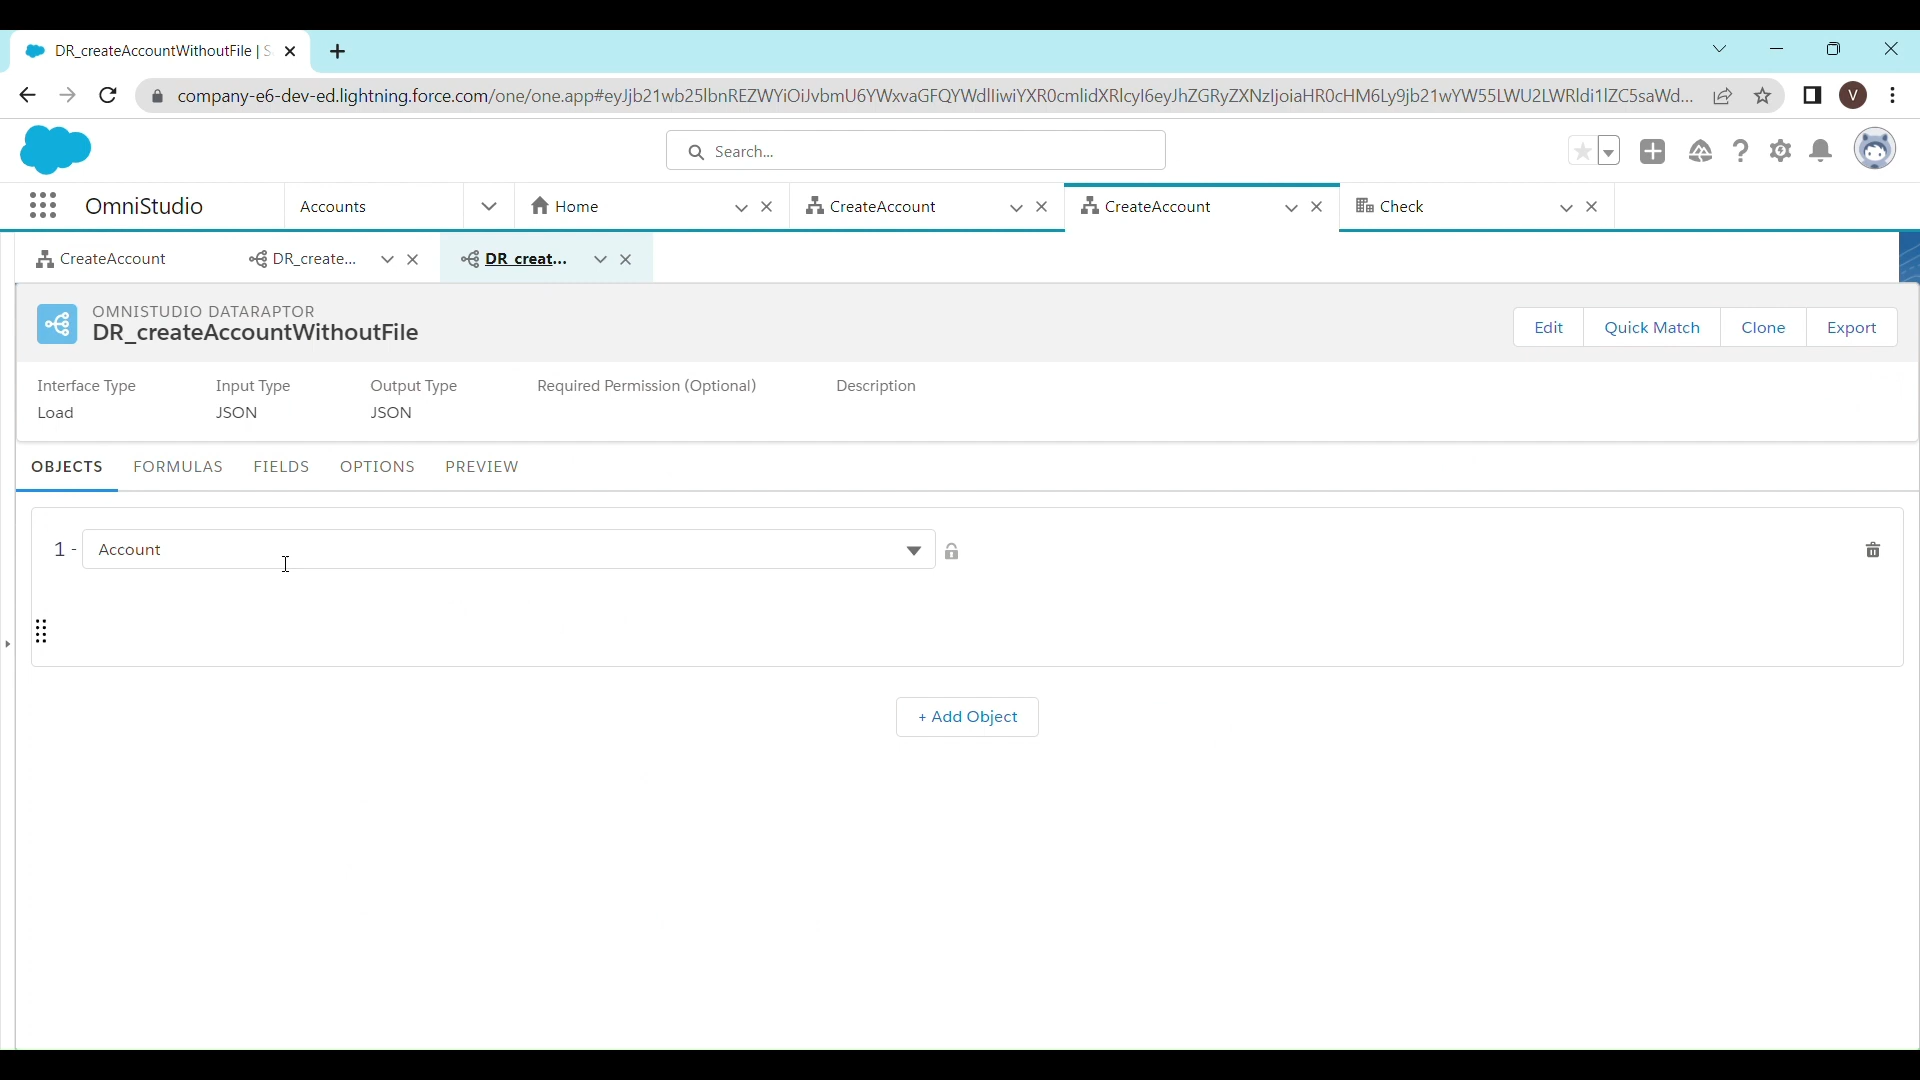 DR_createAccountWithoutFile | S
company-e6-dev-ed.lightning.force.com/one/one.app#
Search...
OmniStudio
Accounts
Home
CreateAccount
CreateAccount
Check
CreateAccount
DR_create...
DR creat...
OMNISTUDIO DATARAPTOR
DR_createAccountWithoutFile
Edit
Quick Match
Clone
Export
Interface Type
Input Type
Output Type
Required Permission (Optional)
Description
Load
JSON
JSON
OBJECTS
FORMULAS
FIELDS
OPTIONS
PREVIEW
1 -
Account
+ Add Object
V